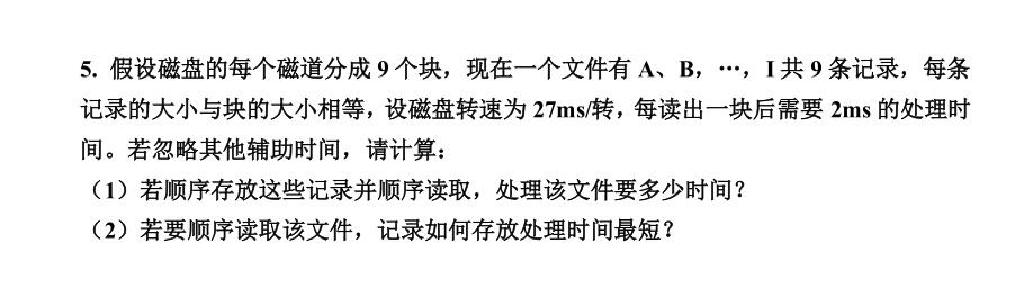 5. 假设磁盘的每个磁道分成 9 个块，现在一个文件有 A、B，…，I 共 9 条记录，每条
记录的大小与块的大小相等，设磁盘转速为 27ms/转，每读出一块后需要 2ms 的处理时
间。若忽略其他辅助时间，请计算：
（1）若顺序存放这些记录并顺序读取，处理该文件要多少时间？
（2）若要顺序读取该文件，记录如何存放处理时间最短？